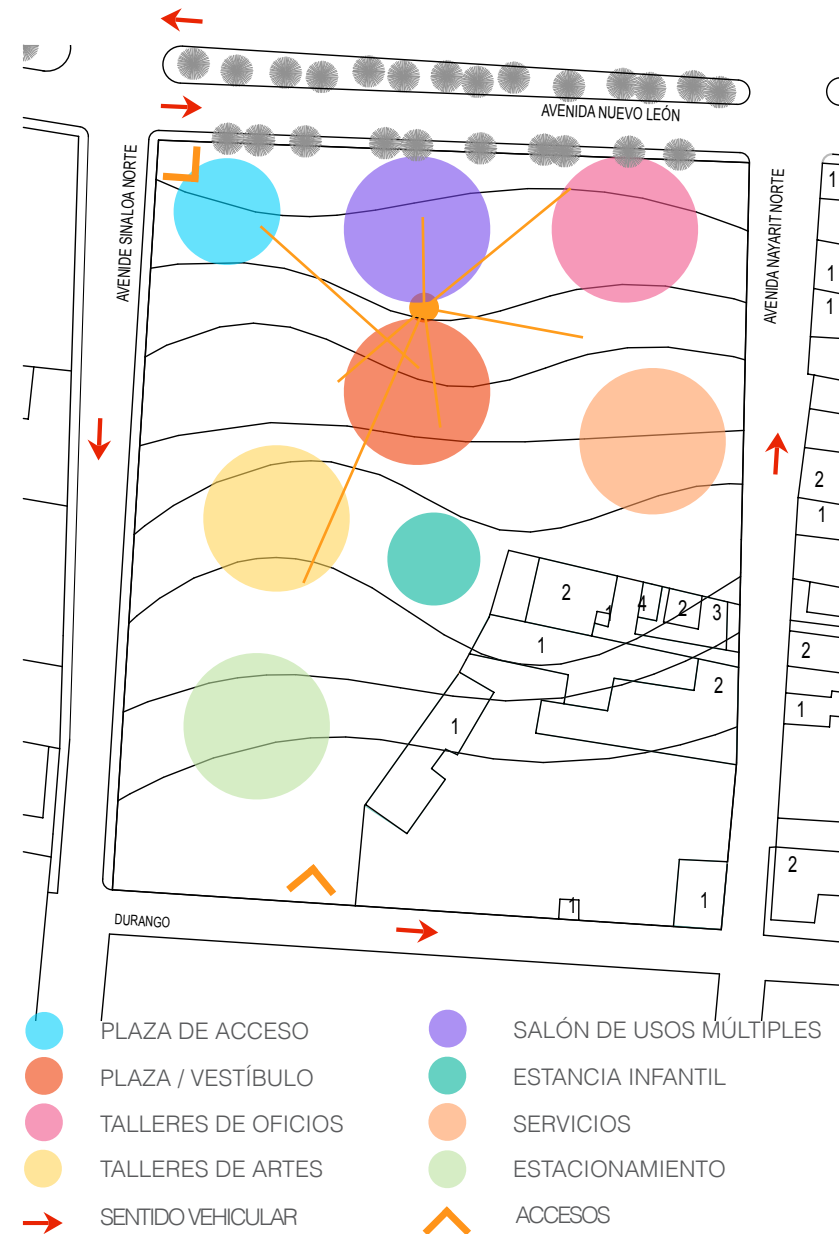 AVENIDA NUEVO LEÓN
AVENIDE SINALOA NORTE
AVENIDA NAYARIT NORTE
1
1
1
2
1
2
1
4
2
3
1
2
2
1
1
2
1
1
DURANGO
PLAZA DE ACCESO
SALÓN DE USOS MÚLTIPLES
PLAZA / VESTÍBULO
ESTANCIA INFANTIL
TALLERES DE OFICIOS
SERVICIOS
TALLERES DE ARTES
ESTACIONAMIENTO
SENTIDO VEHICULAR
ACCESOS